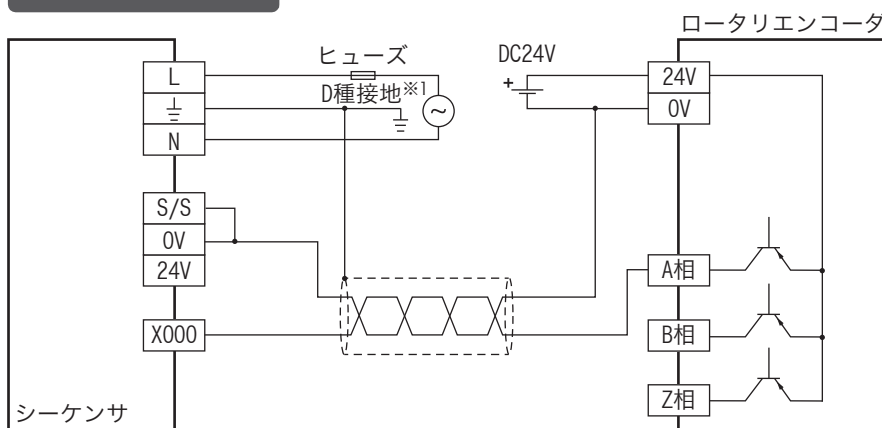 ロータリエンコーダ
ヒューズ
DC24V
L
24V
D種接地※1
+
0V
~
N
S/S
0V
24V
A相
X000
B相
Z相
シーケンサ